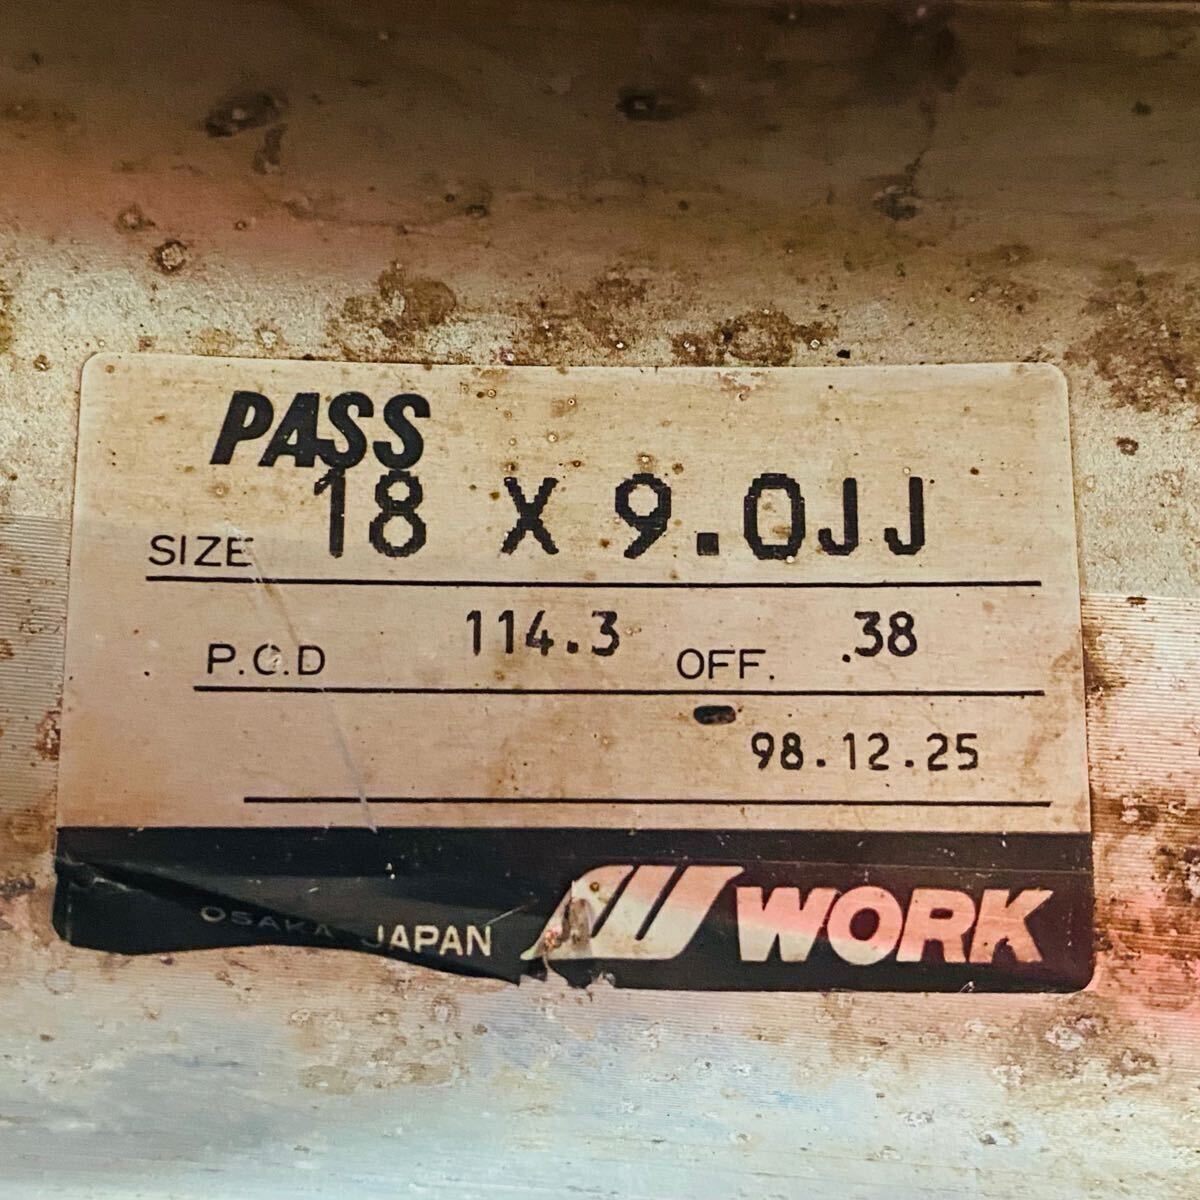 PASS
SIZE 18 X 9.0JJ
P.C.D 114.3 OFF. 38
98.12.25
OSAKA JAPAN WORK